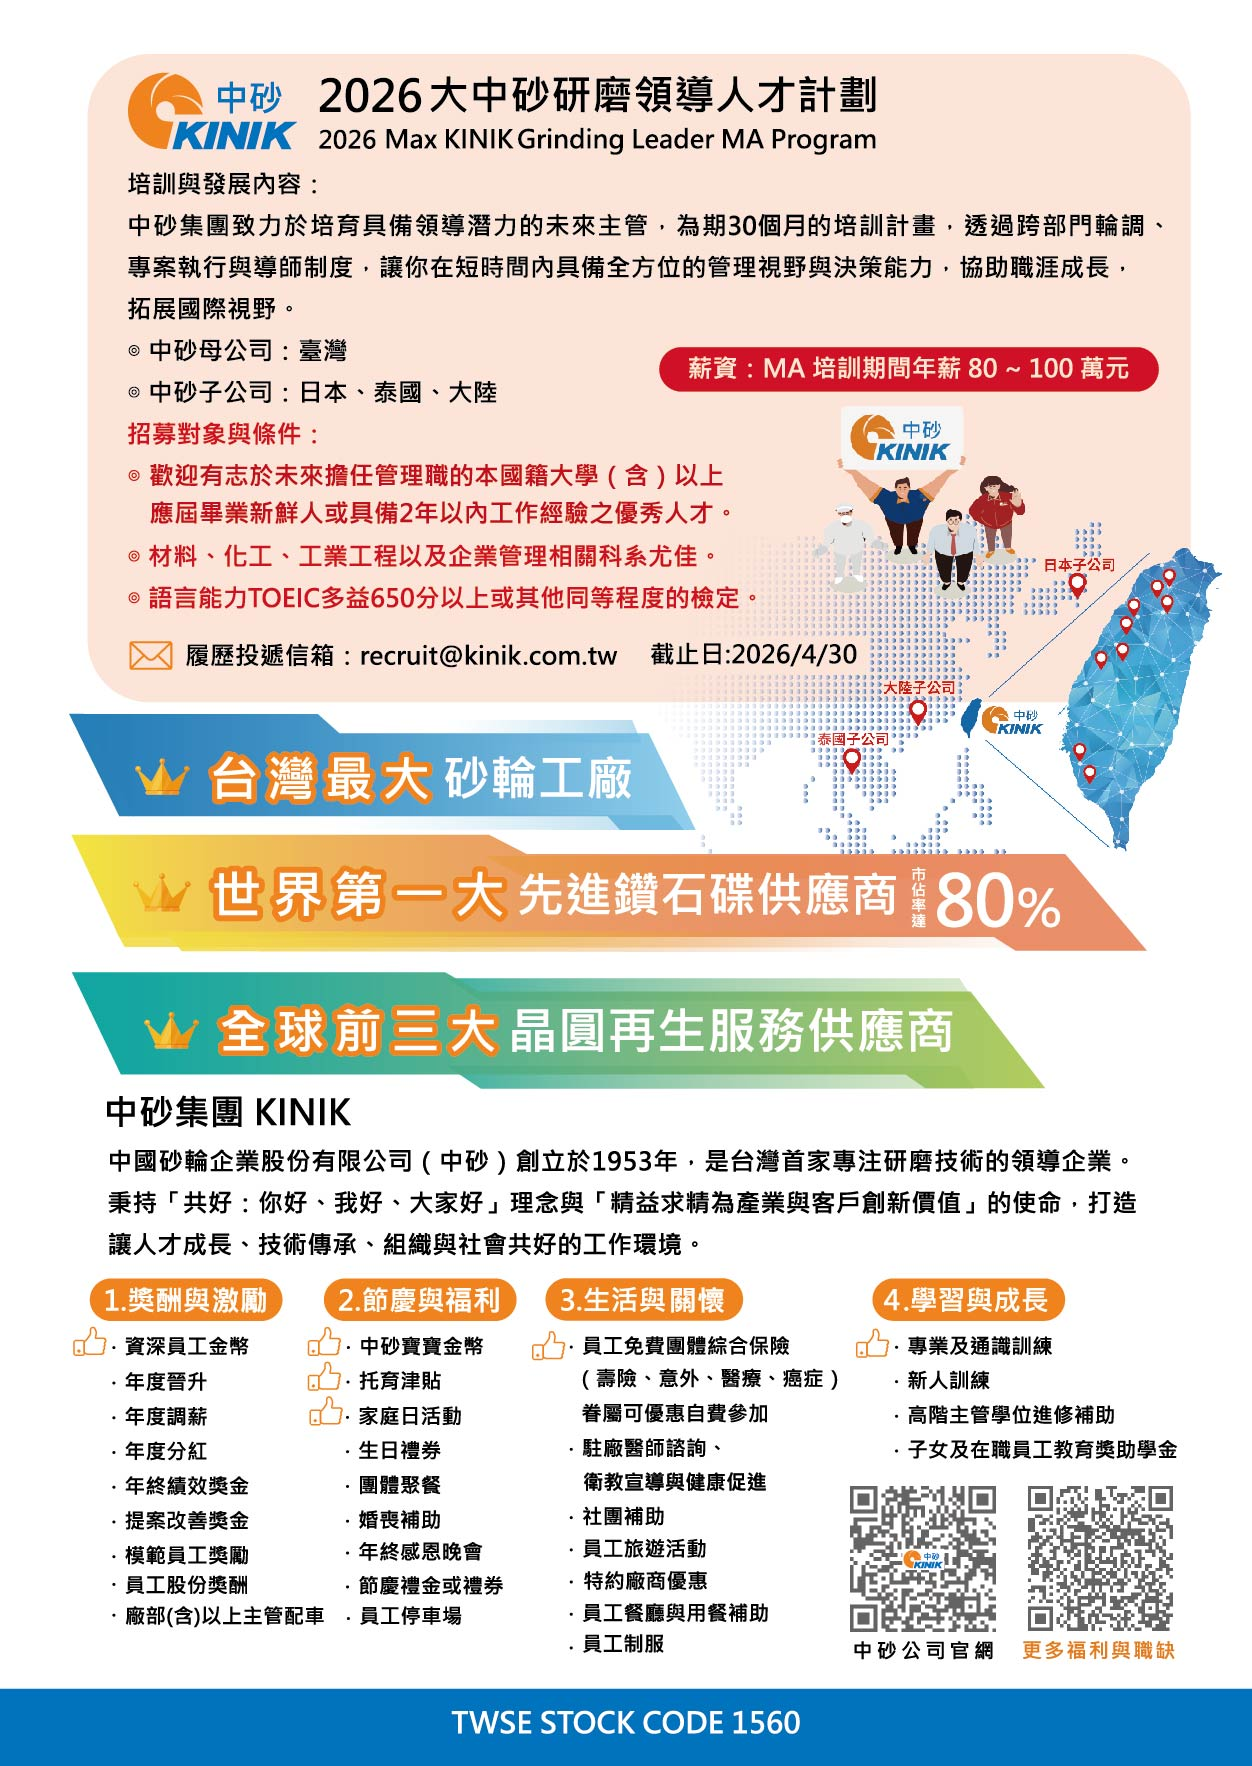 中砂
KINIK
2026大中砂研磨領導人才計劃
2026 Max KINIK Grinding Leader MA Program
培訓與發展內容：
中砂集團致力於培育具備領導潛力的未來主管，為期30個月的培訓計畫，透過跨部門輪調、
專案執行與導師制度，讓你在短時間內具備全方位的管理視野與決策能力，協助職涯成長，
拓展國際視野。
◎ 中砂母公司：臺灣
◎ 中砂子公司：日本、泰國、大陸
薪資：MA 培訓期間年薪 80 ~ 100 萬元
招募對象與條件：
◎ 歡迎有志於未來擔任管理職的本國籍大學（含）以上
應屆畢業新鮮人或具備2年以內工作經驗之優秀人才。
◎ 材料、化工、工業工程以及企業管理相關科系尤佳。
◎ 語言能力TOEIC多益650分以上或其他同等程度的檢定。
履歷投遞信箱：recruit@kinik.com.tw 截止日:2026/4/30
中砂
KINIK
日本子公司
大陸子公司
中砂
KINIK
泰國子公司
台灣最大砂輪工廠
世界第一大先進鑽石碟供應商 市佔率達 80%
全球前三大晶圓再生服務供應商
中砂集團 KINIK
中國砂輪企業股份有限公司（中砂）創立於1953年，是台灣首家專注研磨技術的領導企業。
秉持「共好：你好、我好、大家好」理念與「精益求精為產業與客戶創新價值」的使命，打造
讓人才成長、技術傳承、組織與社會共好的工作環境。
1.獎酬與激勵
· 資深員工金幣
· 年度晉升
· 年度調薪
· 年度分紅
· 年終績效獎金
· 提案改善獎金
· 模範員工獎勵
· 員工股份獎酬
· 廠部(含)以上主管配車
2.節慶與福利
· 中砂寶寶金幣
· 托育津貼
· 家庭日活動
· 生日禮券
· 團體聚餐
· 婚喪補助
· 年終感恩晚會
· 節慶禮金或禮券
· 員工停車場
3.生活與關懷
· 員工免費團體綜合保險
(壽險、意外、醫療、癌症)
眷屬可優惠自費參加
· 駐廠醫師諮詢、
衛教宣導與健康促進
· 社團補助
· 員工旅遊活動
· 特約廠商優惠
· 員工餐廳與用餐補助
· 員工制服
4.學習與成長
· 專業及通識訓練
· 新人訓練
· 高階主管學位進修補助
· 子女及在職員工教育獎助學金
中砂
KINIK
中砂公司官網
更多福利與職缺
TWSE STOCK CODE 1560